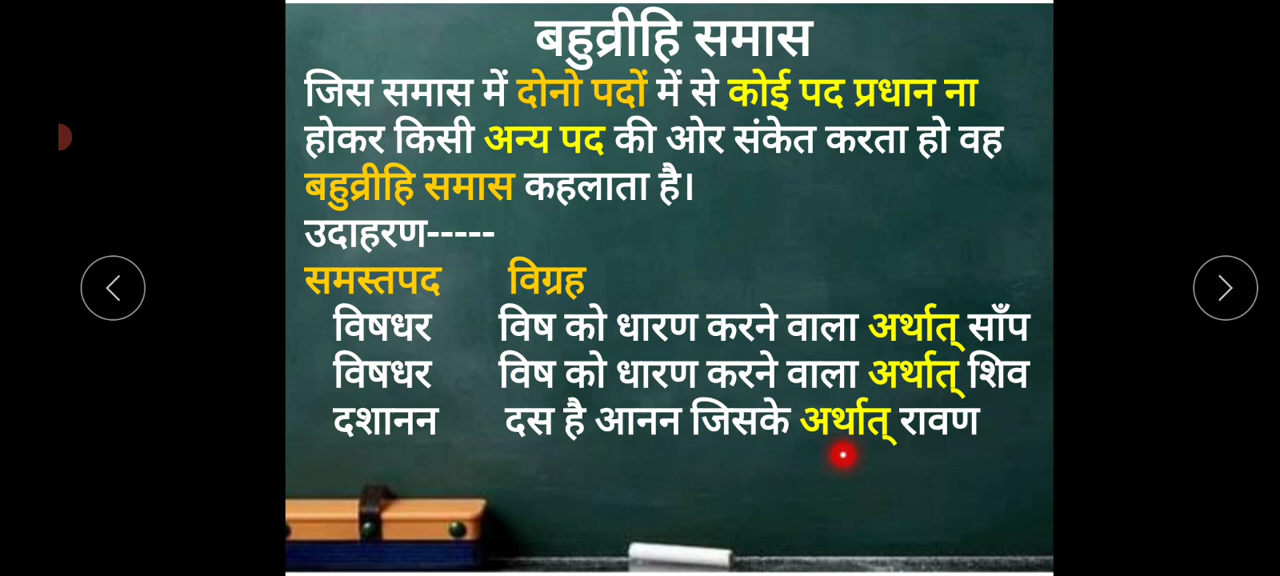 बहुव्रीहि समास
जिस समास में दोनो पदों में से कोई पद प्रधान ना
होकर किसी अन्य पद की ओर संकेत करता हो वह
बहुव्रीहि समास कहलाता है।
उदाहरण-----
समस्तपद विग्रह
विषधर विष को धारण करने वाला अर्थात् साँप
विषधर विष को धारण करने वाला अर्थात् शिव
दशानन दस है आनन जिसके अर्थात् रावण